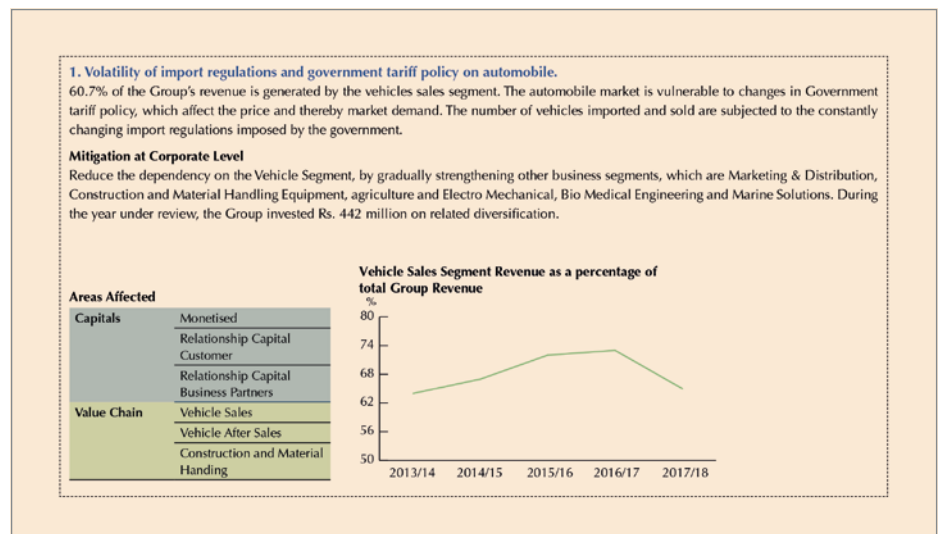 1. Volatility of import regulations and government tariff policy on automobile.
60.7% of the Group's revenue is generated by the vehicles sales segment. The automobile market is vulnerable to changes in Government
tariff policy, which affect the price and thereby market demand. The number of vehicles imported and sold are subjected to the constantly
changing import regulations imposed by the government.
Mitigation at Corporate Level
Reduce the dependency on the Vehicle Segment, by gradually strengthening other business segments, which are Marketing & Distribution,
Construction and Material Handling Equipment, agriculture and Electro Mechanical, Bio Medical Engineering and Marine Solutions. During
the year under review, the Group invested Rs. 442 million on related diversification.
Areas Affected
Capitals
Monetised
Relationship Capital
Customer
Relationship Capital
Business Partners
Value Chain
Vehicle Sales
Vehicle After Sales
Construction and Material
Handing
Vehicle Sales Segment Revenue as a percentage of
total Group Revenue
%
80
74
68
62
56
50
2013/14 2014/15 2015/16 2016/17 2017/18